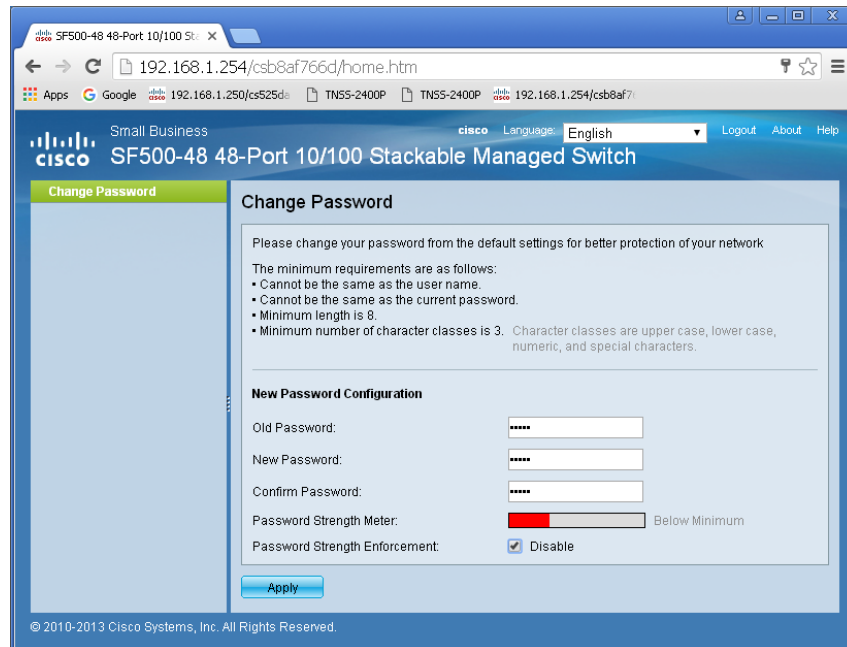 SF500-48 48-Port 10/100 Sta
192.168.1.254/csb8af766d/home.htm
Apps Google 192.168.1.250/cs525da TNSS-2400P TNSS-2400P 192.168.1.254/csb8af7
Small Business
cisco Language: English Logout About Help
CISCO SF500-48 48-Port 10/100 Stackable Managed Switch
Change Password
Change Password
Please change your password from the default settings for better protection of your network
The minimum requirements are as follows:
▪ Cannot be the same as the user name.
▪ Cannot be the same as the current password.
▪ Minimum length is 8.
▪ Minimum number of character classes is 3. Character classes are upper case, lower case,
numeric, and special characters.
New Password Configuration
Old Password: •••••
New Password: •••••
Confirm Password: •••••
Password Strength Meter: Below Minimum
Password Strength Enforcement: Disable
Apply
© 2010-2013 Cisco Systems, Inc. All Rights Reserved.